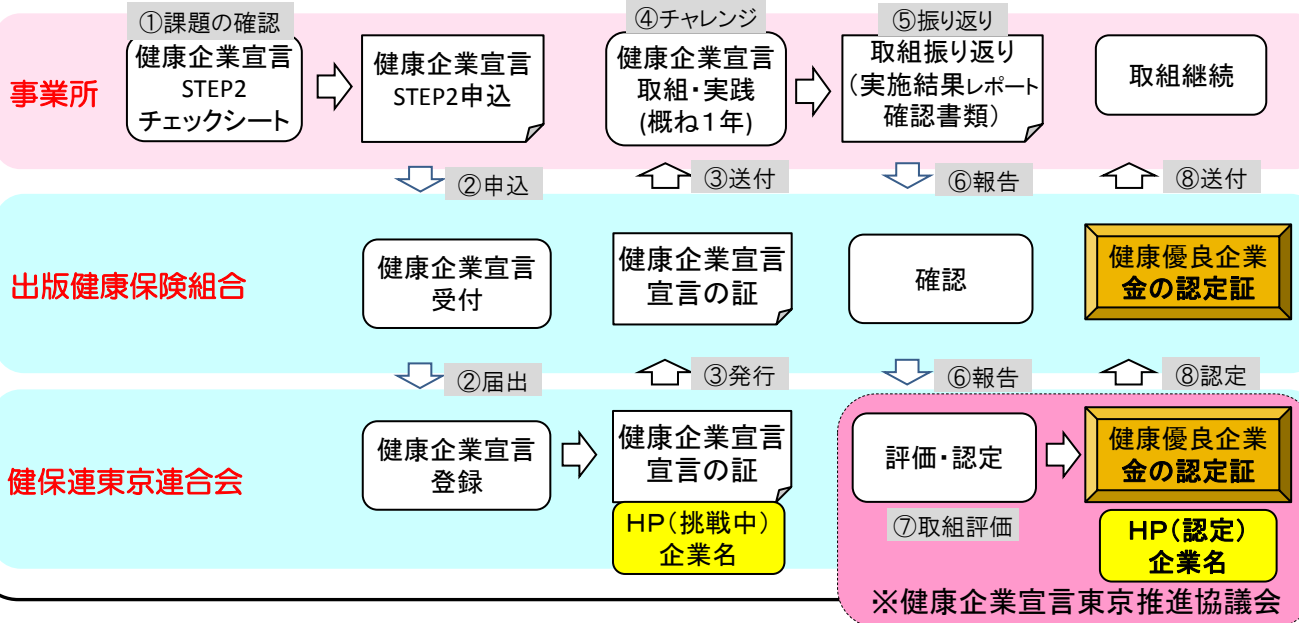 ①課題の確認
健康企業宣言
STEP2
チェックシート
健康企業宣言
STEP2申込
④チャレンジ
健康企業宣言
取組・実践
(概ね1年)
⑤振り返り
取組振り返り
(実施結果レポート
確認書類)
取組継続
事業所
②申込
③送付
⑥報告
⑧送付
出版健康保険組合
健康企業宣言
受付
健康企業宣言
宣言の証
確認
健康優良企業
金の認定証
②届出
③発行
⑥報告
⑧認定
健保連東京連合会
健康企業宣言
登録
健康企業宣言
宣言の証
HP(挑戦中)
企業名
評価・認定
⑦取組評価
健康優良企業
金の認定証
HP(認定)
企業名
※健康企業宣言東京推進協議会